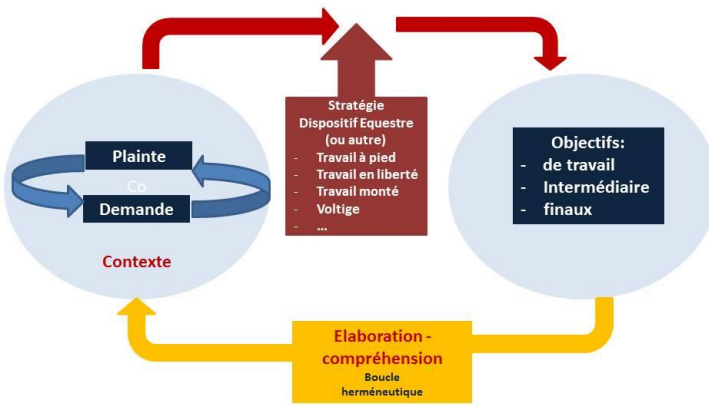 Plainte
Co
Demande
Contexte
Stratégie
Dispositif Equestre
(ou autre)
- Travail à pied
- Travail en liberté
- Travail monté
- Voltige
- ...
Objectifs:
- de travail
- Intermédiaire
- finaux
Elaboration -
compréhension
Boucle
herméneutique